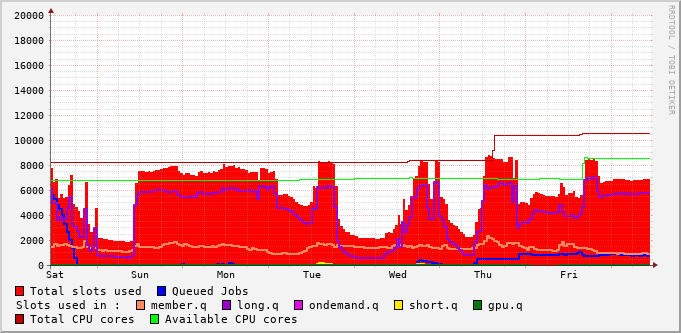 20000
18000
16000
14000
12000
10000
8000
6000
4000
2000
0
Sat Sun Mon Tue Wed Thu Fri
RRDTOOL / TOBI OETIKER
Total slots used Queued Jobs
Slots used in : member.q long.q ondemand.q short.q gpu.q
Total CPU cores Available CPU cores